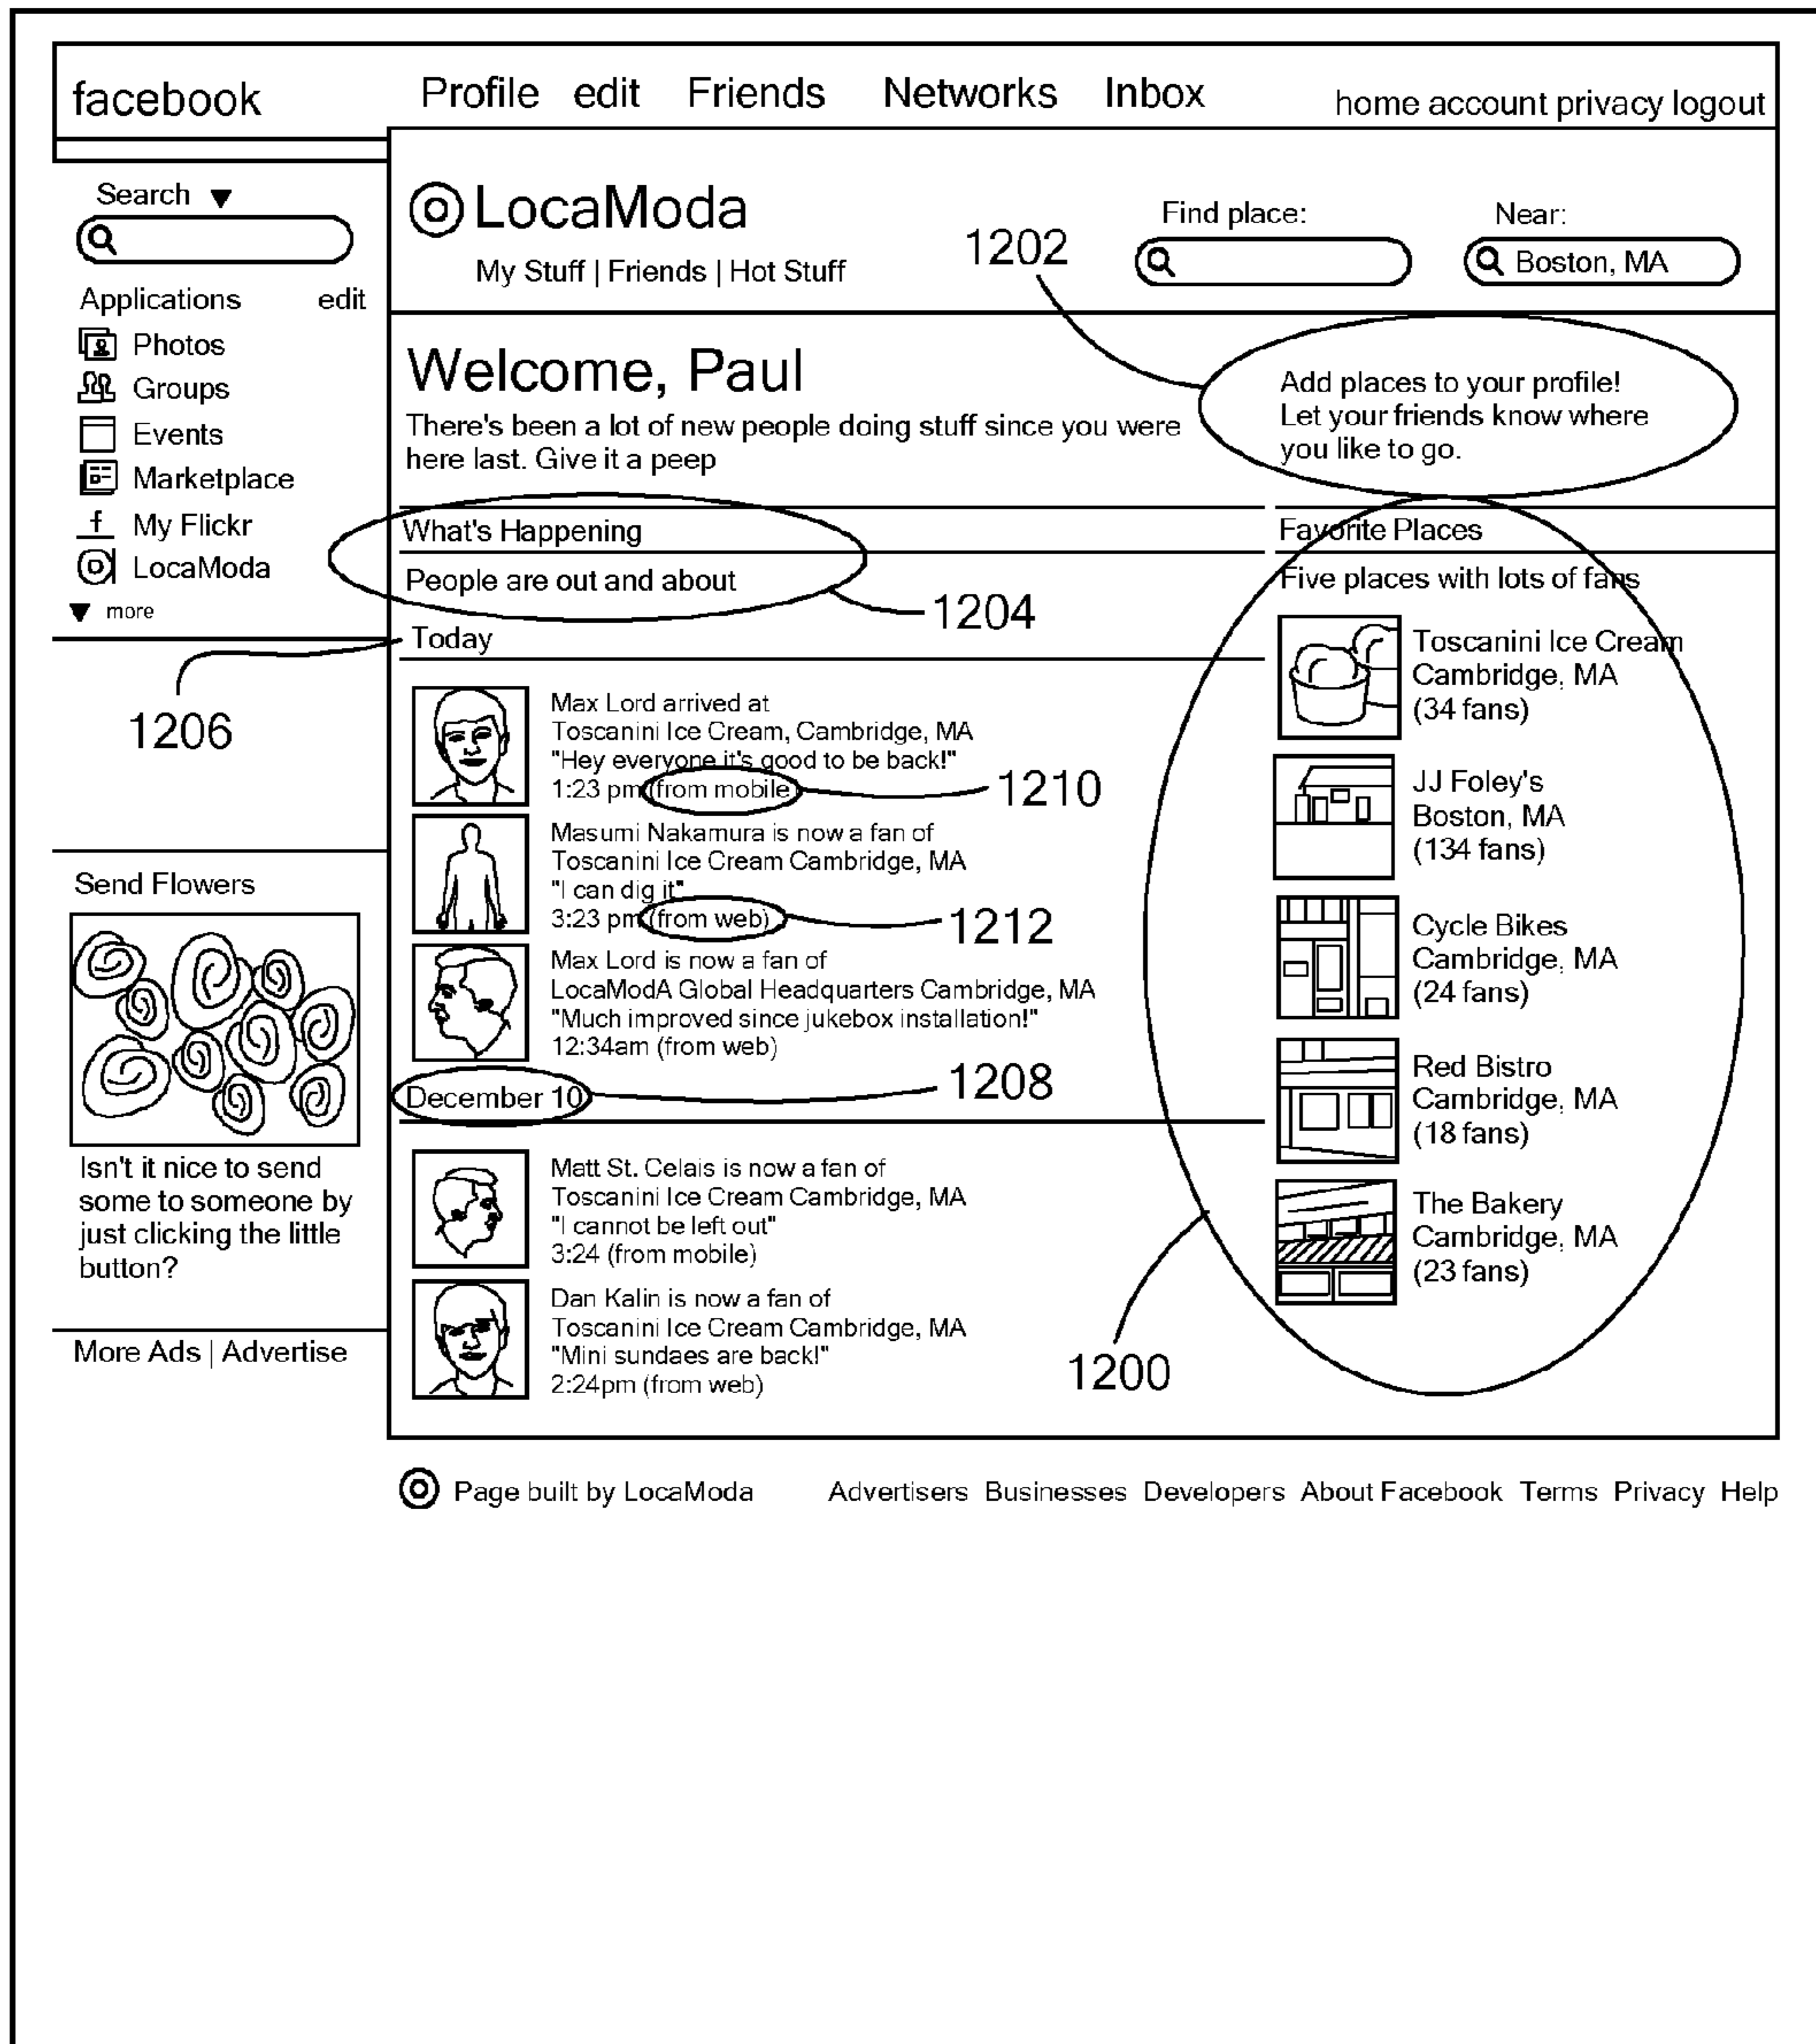 facebook
Profile edit Friends Networks Inbox
home account privacy logout
Search
Applications edit
Photos
Groups
Events
Marketplace
f My Flickr
LocaModa
more
1206
Send Flowers
Isn't it nice to send
some to someone by
just clicking the little
button?
More Ads | Advertise
LocaModa
My Stuff | Friends | Hot Stuff
Find place:
Near:
Boston, MA
1202
Welcome, Paul
There's been a lot of new people doing stuff since you were
here last. Give it a peep
Add places to your profile!
Let your friends know where
you like to go.
What's Happening
People are out and about
1204
Today
Max Lord arrived at
Toscanini Ice Cream, Cambridge, MA
"Hey everyone it's good to be back!"
1:23 pm (from mobile)
1210
Masumi Nakamura is now a fan of
Toscanini Ice Cream Cambridge, MA
"I can dig it"
3:23 pm (from web)
1212
Max Lord is now a fan of
LocaModA Global Headquarters Cambridge, MA
"Much improved since jukebox installation!"
12:34am (from web)
December 10
1208
Matt St. Celais is now a fan of
Toscanini Ice Cream Cambridge, MA
"I cannot be left out"
3:24 (from mobile)
Dan Kalin is now a fan of
Toscanini Ice Cream Cambridge, MA
"Mini sundaes are back!"
2:24pm (from web)
Favorite Places
Five places with lots of fans
Toscanini Ice Cream
Cambridge, MA
(34 fans)
JJ Foley's
Boston, MA
(134 fans)
Cycle Bikes
Cambridge, MA
(24 fans)
Red Bistro
Cambridge, MA
(18 fans)
The Bakery
Cambridge, MA
(23 fans)
1200
Page built by LocaModa
Advertisers Businesses Developers About Facebook Terms Privacy Help